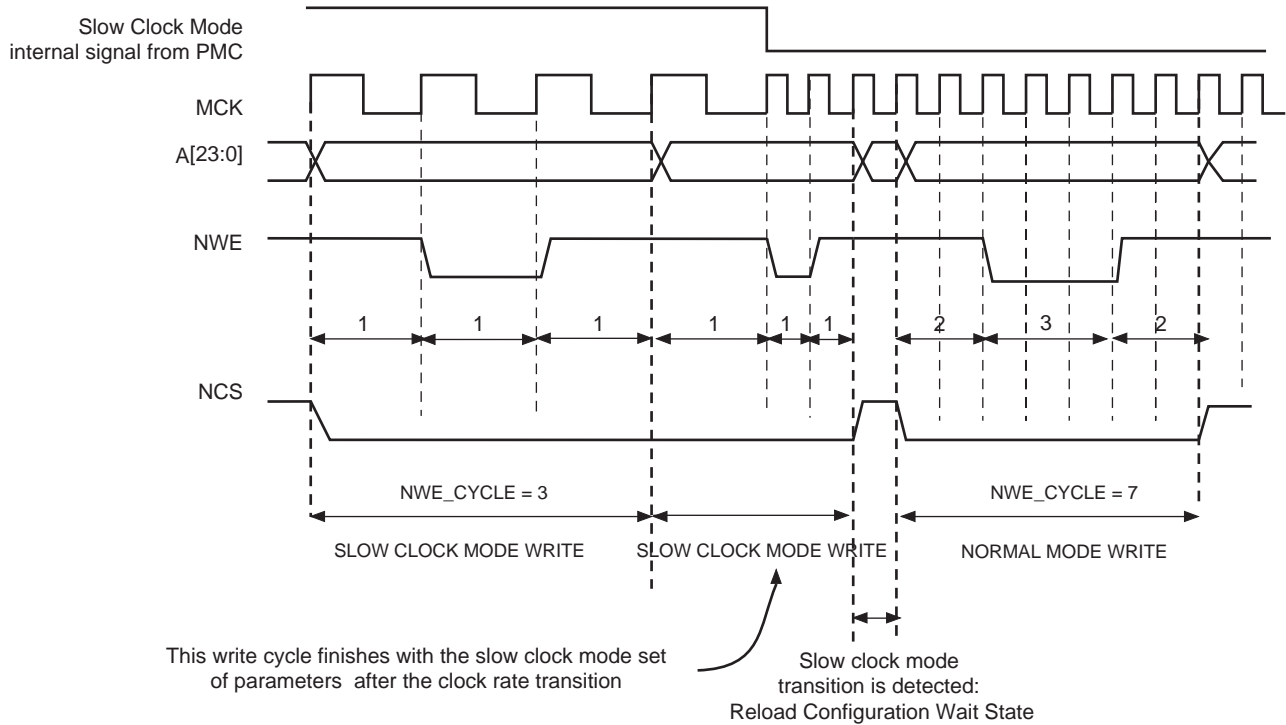 Slow Clock Mode
internal signal from PMC
MCK
A[23:0]
NWE
1 1 1 1 1 1 2 3 2
NCS
NWE_CYCLE = 3 NWE_CYCLE = 7
SLOW CLOCK MODE WRITE SLOW CLOCK MODE WRITE NORMAL MODE WRITE
This write cycle finishes with the slow clock mode set
of parameters after the clock rate transition
Slow clock mode
transition is detected:
Reload Configuration Wait State